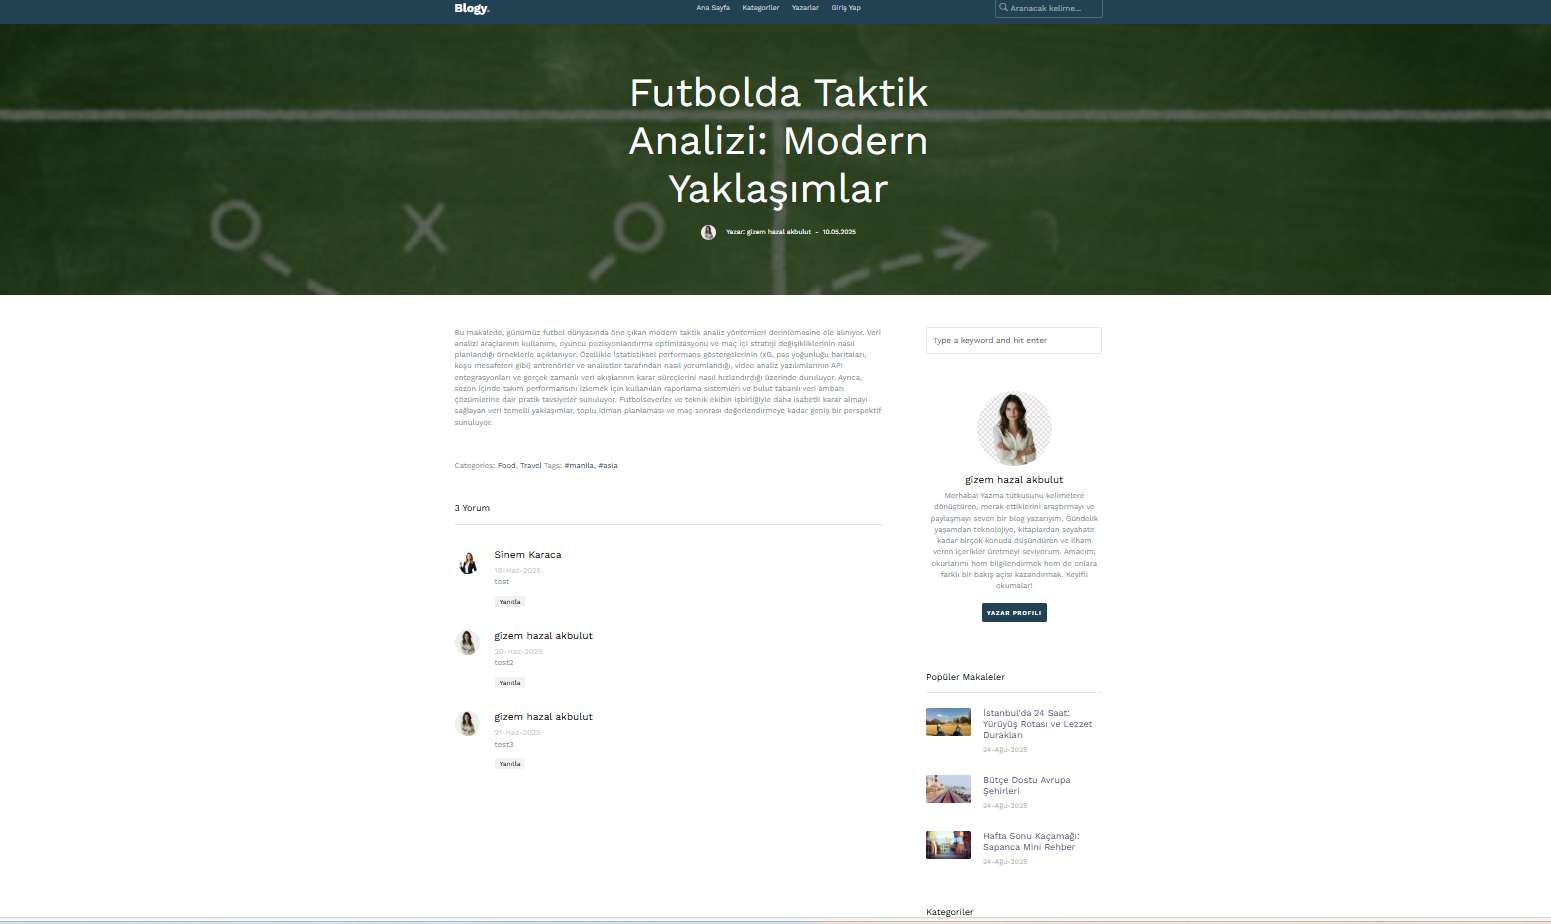 Blogy.
Ana Sayfa Kategoriler Yazarlar Giriş Yap
Aranacak kelime...
Futbolda Taktik
Analizi: Modern
Yaklaşımlar
Yazar: gizem hazal akbulut - 10.05.2025
Bu makalede, günümüz futbol dünyasında öne çıkan modern taktik analiz yöntemleri derinlemesine ele alınıyor. Veri
analizi araçlarının kullanımı, oyuncu pozisyonlandırma optimizasyonu ve maç içi strateji değişikliklerinin nasıl
planlandığı örneklerle açıklanıyor. Özellikle İstatistiksel performans göstergelerinin (xG, pas yoğunluğu haritaları,
koşu mesafeleri gibi) antrenörler ve analistler tarafından nasıl yorumlandığı, video analiz yazılımlarının API
entegrasyonları ve gerçek zamanlı veri akışlarının karar süreçlerini nasıl hızlandırdığı üzerinde duruluyor. Ayrıca,
sezon içinde takım performansını izlemek için kullanılan raporlama sistemleri ve bulut tabanlı veri ambarı
çözümlerine dair pratik tavsiyeler sunuluyor. Futbolseverler ve teknik ekibin işbirliğiyle daha isabetli karar almayı
sağlayan veri temelli yaklaşımlar, toplu idman planlaması ve maç sonrası değerlendirmeye kadar geniş bir perspektif
sunuluyor.
Categories: Food, Travel Tags: #manila, #asia
3 Yorum
Sinem Karaca
18-Haz-2025
test
Yanıtla
gizem hazal akbulut
20-Haz-2025
test2
Yanıtla
gizem hazal akbulut
21-Haz-2025
test3
Yanıtla
Type a keyword and hit enter
gizem hazal akbulut
Merhaba! Yazma tutkusunu kelimelere
dönüştüren, merak ettiklerini araştırmayı ve
paylaşmayı seven bir blog yazarıyım. Gündelik
yaşamdan teknolojiye, kitaplardan seyahate
kadar birçok konuda düşündüren ve ilham
veren içerikler üretmeyi seviyorum. Amacım;
okurlarımı hem bilgilendirmek hem de onlara
farklı bir bakış açısı kazandırmak. Keyifli
okumalar!
YAZAR PROFILI
Popüler Makaleler
İstanbul'da 24 Saat:
Yürüyüş Rotası ve Lezzet
Durakları
24-Ağu-2025
Bütçe Dostu Avrupa
Şehirleri
24-Ağu-2025
Hafta Sonu Kaçamağı:
Sapanca Mini Rehber
24-Ağu-2025
Kategoriler